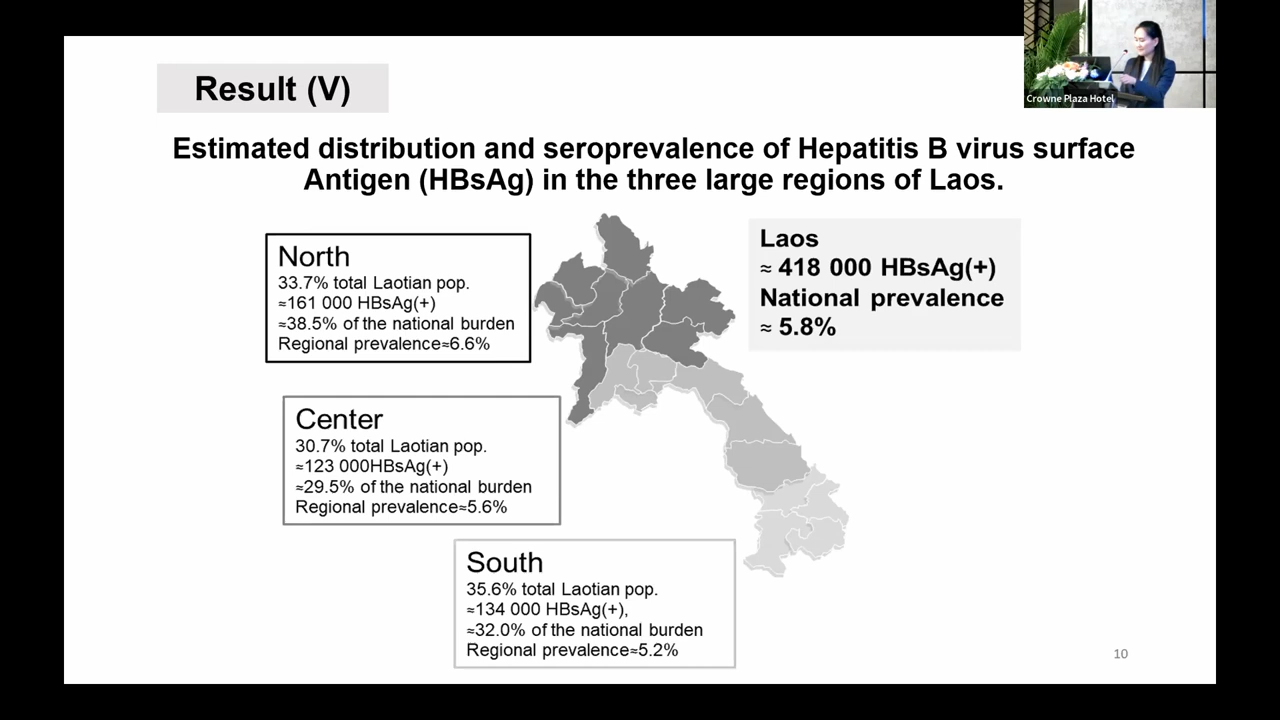 Crowne Plaza Hotel
Result (V)
Estimated distribution and seroprevalence of Hepatitis B virus surface
Antigen (HBsAg) in the three large regions of Laos.
North
33.7% total Laotian pop.
≈161 000 HBsAg(+)
≈38.5% of the national burden
Regional prevalence≈6.6%
Laos
≈ 418 000 HBsAg(+)
National prevalence
≈ 5.8%
Center
30.7% total Laotian pop.
≈123 000HBsAg(+)
≈29.5% of the national burden
Regional prevalence≈5.6%
South
35.6% total Laotian pop.
≈134 000 HBsAg(+),
≈32.0% of the national burden
Regional prevalence≈5.2%
10